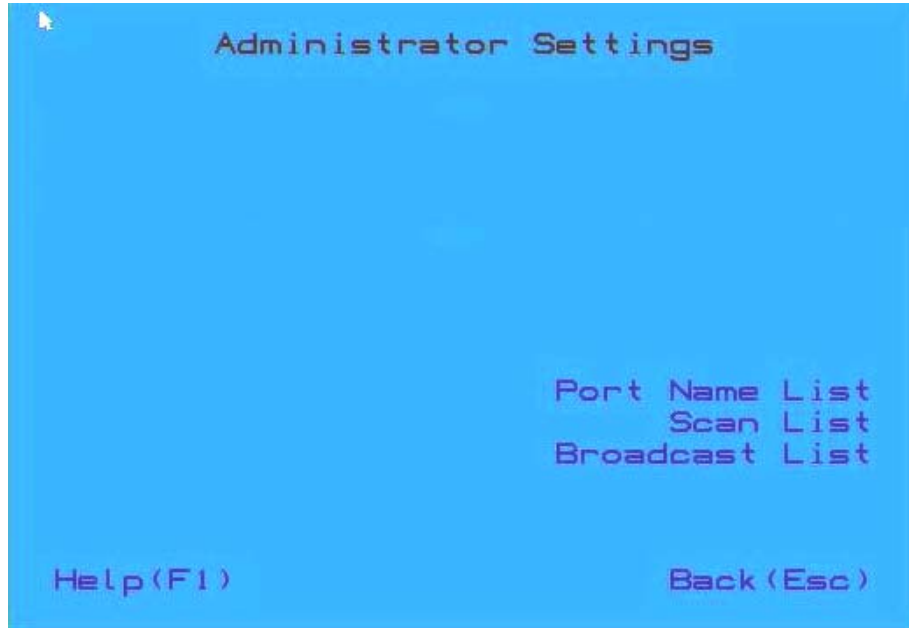 Administrator Settings
Port Name List
Scan List
Broadcast List
Help(F1)
Back(Esc)